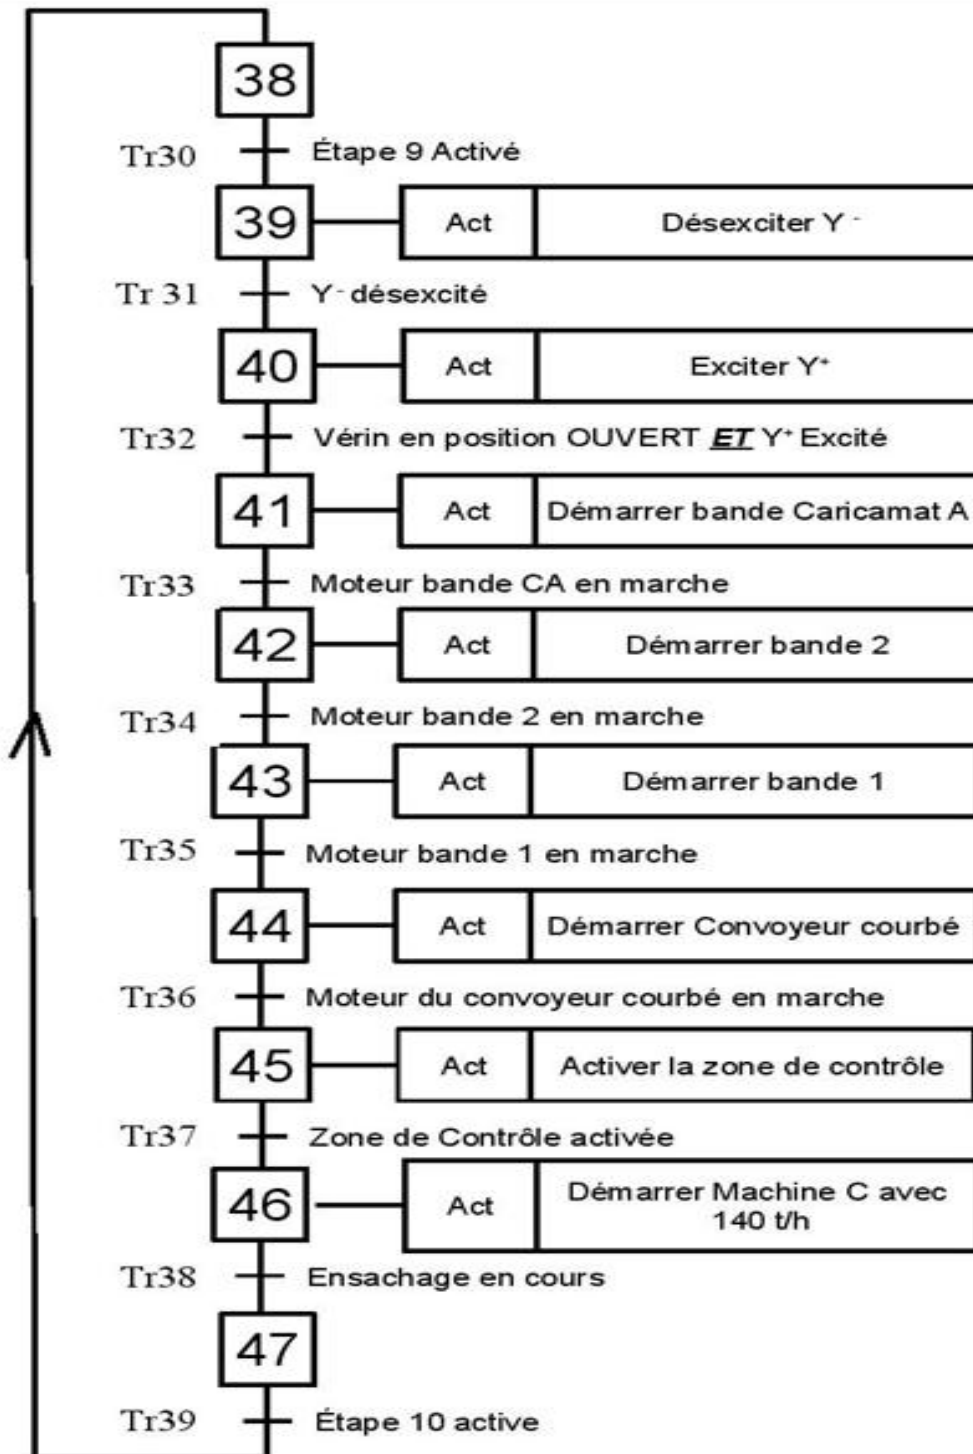 38
Tr30 Étape 9 Activé
39 Act Désexciter Y -
Tr 31 Y- désexcité
40 Act Exciter Y+
Tr32 Vérin en position OUVERT ET Y+ Excité
41 Act Démarrer bande Caricamat A
Tr33 Moteur bande CA en marche
42 Act Démarrer bande 2
Tr34 Moteur bande 2 en marche
43 Act Démarrer bande 1
Tr35 Moteur bande 1 en marche
44 Act Démarrer Convoyeur courbé
Tr36 Moteur du convoyeur courbé en marche
45 Act Activer la zone de contrôle
Tr37 Zone de Contrôle activée
46 Act Démarrer Machine C avec
140 t/h
Tr38 Ensachage en cours
47
Tr39 Étape 10 active